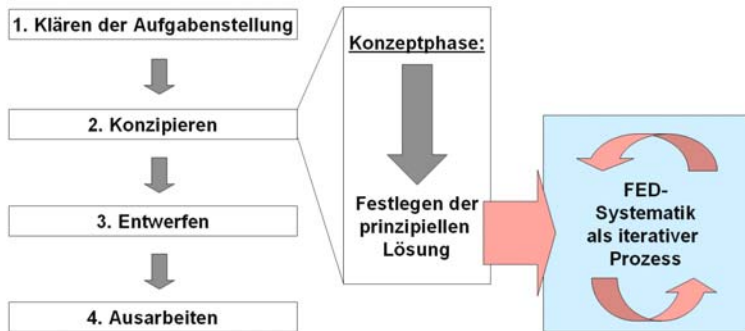 1. Klären der Aufgabenstellung
2. Konzipieren
3. Entwerfen
4. Ausarbeiten
Konzeptphase:
Festlegen der
prinzipiellen
Lösung
FED-
Systematik
als iterativer
Prozess